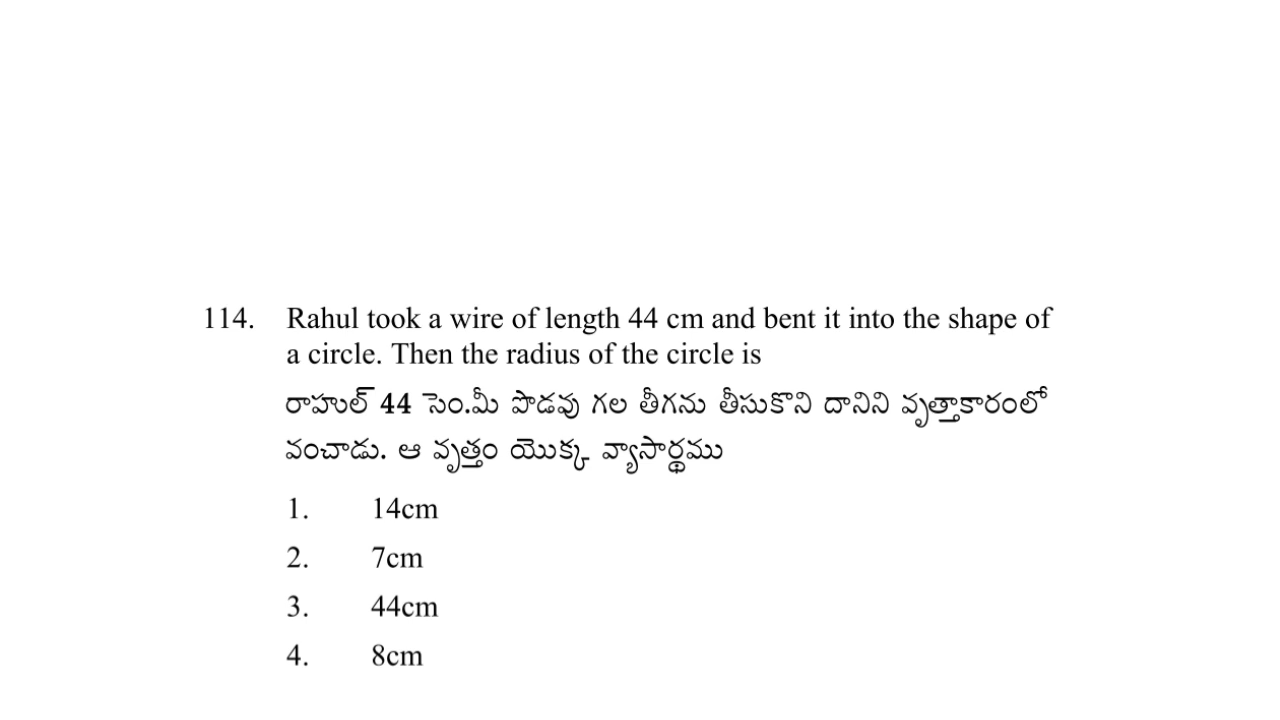 114. Rahul took a wire of length 44 cm and bent it into the shape of
a circle. Then the radius of the circle is
రాహుల్ 44 సెం.మీ పొడవు గల తీగను తీసుకొని దానిని వృత్తాకారంలో
వంచాడు. ఆ వృత్తం యొక్క వ్యాసార్థము
1. 14cm
2. 7cm
3. 44cm
4. 8cm